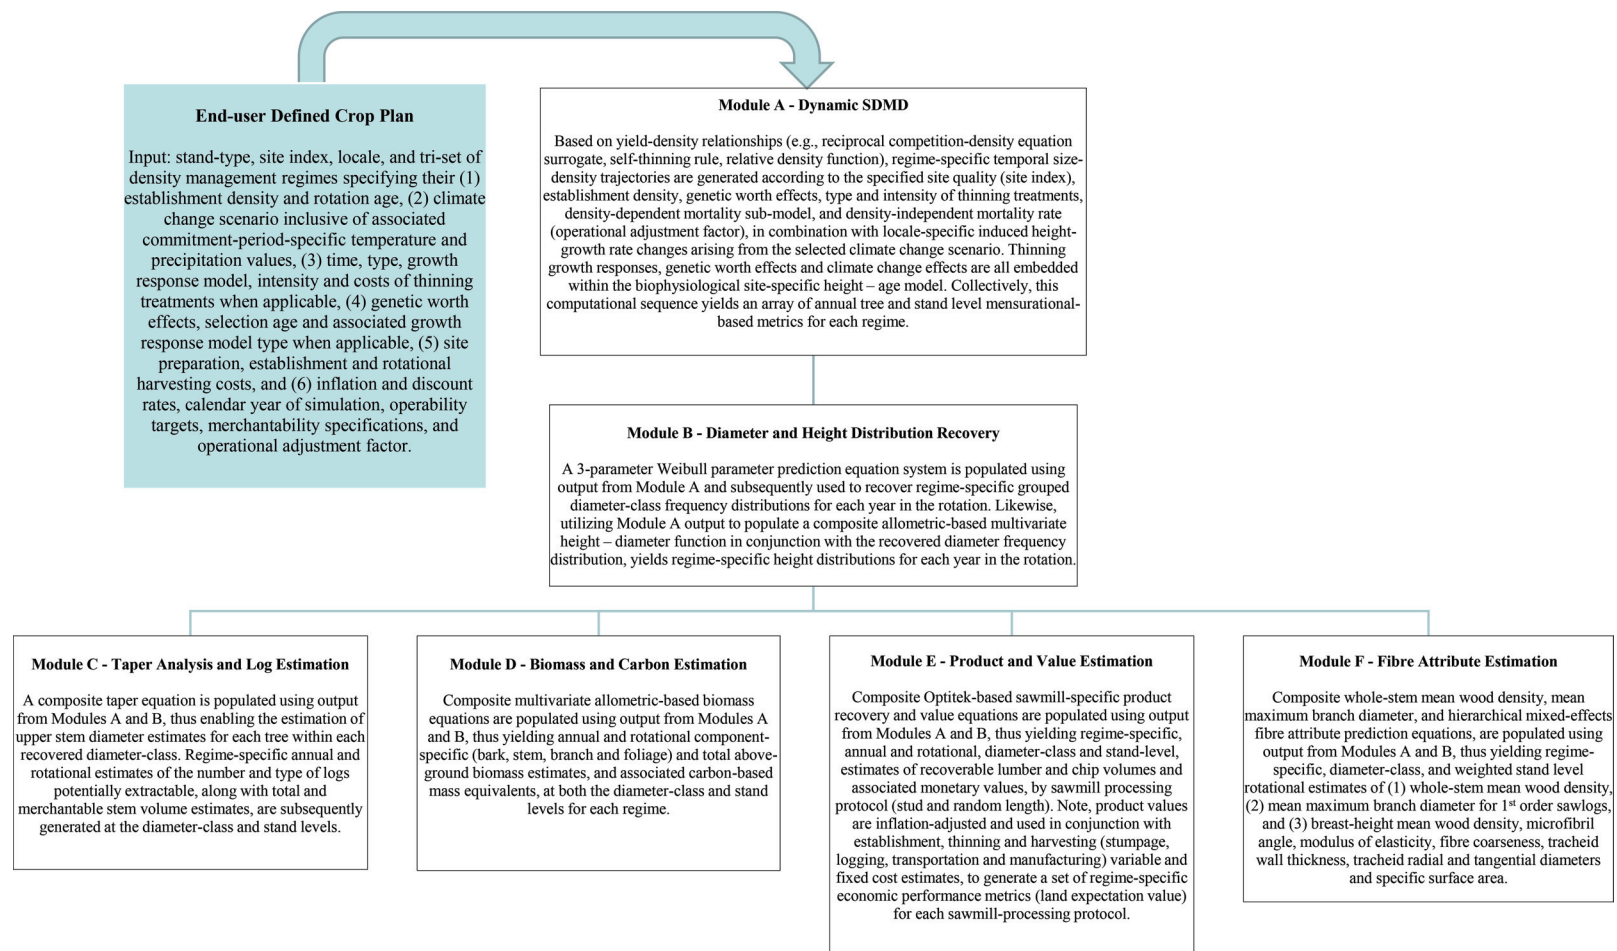 End-user Defined Crop Plan
Input: stand-type, site index, locale, and tri-set of
density management regimes specifying their (1)
establishment density and rotation age, (2) climate
change scenario inclusive of associated
commitment-period-specific temperature and
precipitation values, (3) time, type, growth
response model, intensity and costs of thinning
treatments when applicable, (4) genetic worth
effects, selection age and associated growth
response model type when applicable, (5) site
preparation, establishment and rotational
harvesting costs, and (6) inflation and discount
rates, calendar year of simulation, operability
targets, merchantability specifications, and
operational adjustment factor.
Module A - Dynamic SDMD
Based on yield-density relationships (e.g., reciprocal competition-density equation
surrogate, self-thinning rule, relative density function), regime-specific temporal size-
density trajectories are generated according to the specified site quality (site index),
establishment density, genetic worth effects, type and intensity of thinning treatments,
density-dependent mortality sub-model, and density-independent mortality rate
(operational adjustment factor), in combination with locale-specific induced height-
growth rate changes arising from the selected climate change scenario. Thinning
growth responses, genetic worth effects and climate change effects are all embedded
within the biophysiological site-specific height – age model. Collectively, this
computational sequence yields an array of annual tree and stand level mensurational-
based metrics for each regime.
Module B - Diameter and Height Distribution Recovery
A 3-parameter Weibull parameter prediction equation system is populated using
output from Module A and subsequently used to recover regime-specific grouped
diameter-class frequency distributions for each year in the rotation. Likewise,
utilizing Module A output to populate a composite allometric-based multivariate
height – diameter function in conjunction with the recovered diameter frequency
distribution, yields regime-specific height distributions for each year in the rotation.
Module C - Taper Analysis and Log Estimation
A composite taper equation is populated using output
from Modules A and B, thus enabling the estimation of
upper stem diameter estimates for each tree within each
recovered diameter-class. Regime-specific annual and
rotational estimates of the number and type of logs
potentially extractable, along with total and
merchantable stem volume estimates, are subsequently
generated at the diameter-class and stand levels.
Module D - Biomass and Carbon Estimation
Composite multivariate allometric-based biomass
equations are populated using output from Modules A
and B, thus yielding annual and rotational component-
specific (bark, stem, branch and foliage) and total above-
ground biomass estimates, and associated carbon-based
mass equivalents, at both the diameter-class and stand
levels for each regime.
Module E - Product and Value Estimation
Composite Optitek-based sawmill-specific product
recovery and value equations are populated using output
from Modules A and B, thus yielding regime-specific,
annual and rotational, diameter-class and stand-level,
estimates of recoverable lumber and chip volumes and
associated monetary values, by sawmill processing
protocol (stud and random length). Note, product values
are inflation-adjusted and used in conjunction with
establishment, thinning and harvesting (stumpage,
logging, transportation and manufacturing) variable and
fixed cost estimates, to generate a set of regime-specific
economic performance metrics (land expectation value)
for each sawmill-processing protocol.
Module F - Fibre Attribute Estimation
Composite whole-stem mean wood density, mean
maximum branch diameter, and hierarchical mixed-effects
fibre attribute prediction equations, are populated using
output from Modules A and B, thus yielding regime-
specific, diameter-class, and weighted stand level
rotational estimates of (1) whole-stem mean wood density,
(2) mean maximum branch diameter for 1st order sawlogs,
and (3) breast-height mean wood density, microfibril
angle, modulus of elasticity, fibre coarseness, tracheid
wall thickness, tracheid radial and tangential diameters
and specific surface area.